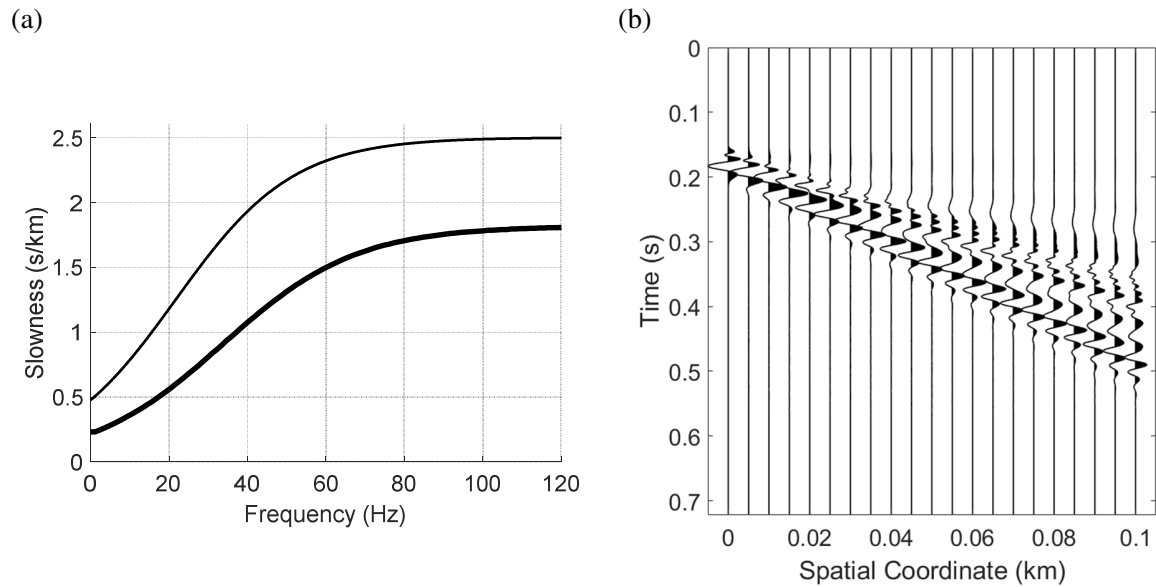 (a)
(b)
Slowness (s/km)
2.5
2
1.5
1
0.5
0
0 20 40 60 80 100 120
Frequency (Hz)
Time (s)
0
0.1
0.2
0.3
0.4
0.5
0.6
0.7
0 0.02 0.04 0.06 0.08 0.1
Spatial Coordinate (km)